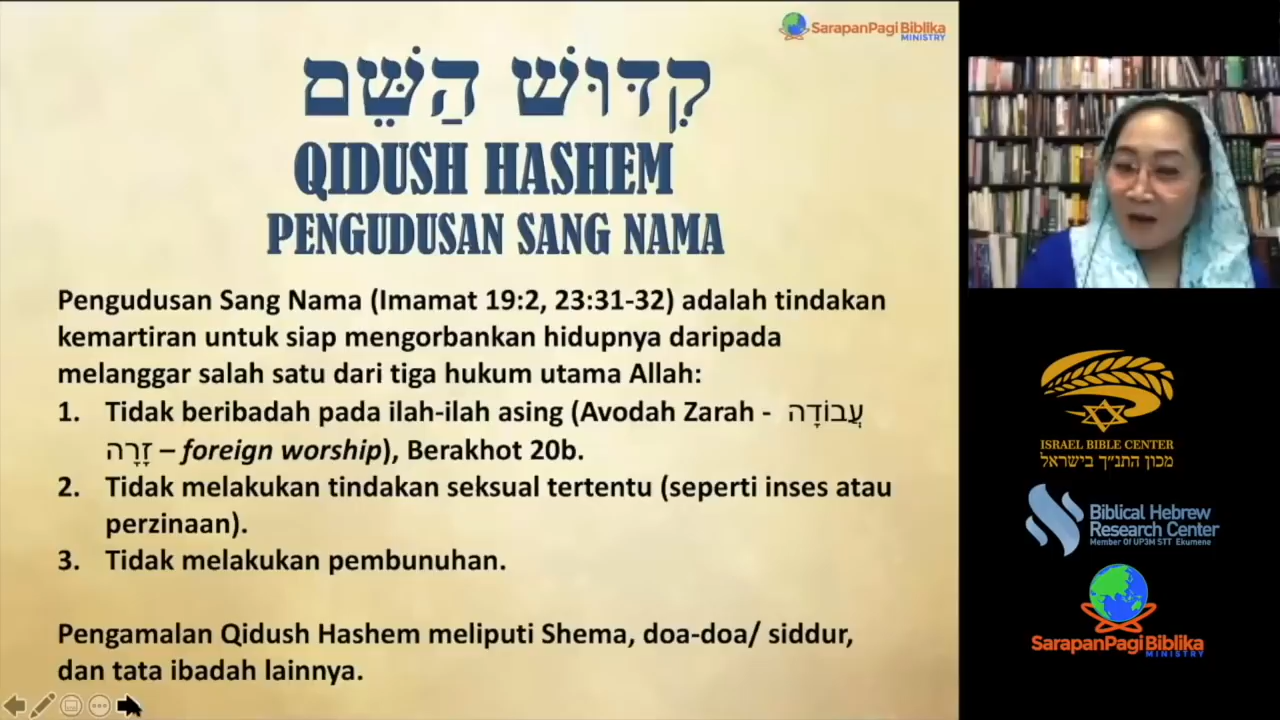 SarapanPagi Biblika
MINISTRY
קִדּוּשׁ הַשֵּׁם
QIDUSH HASHEM
PENGUDUSAN SANG NAMA
Pengudusan Sang Nama (Imamat 19:2, 23:31-32) adalah tindakan
kemartiran untuk siap mengorbankan hidupnya daripada
melanggar salah satu dari tiga hukum utama Allah:
1. Tidak beribadah pada ilah-ilah asing (Avodah Zarah - עֲבוֹדָה
זָרָה – foreign worship), Berakhot 20b.
2. Tidak melakukan tindakan seksual tertentu (seperti inses atau
perzinaan).
3. Tidak melakukan pembunuhan.
Pengamalan Qidush Hashem meliputi Shema, doa-doa/ siddur,
dan tata ibadah lainnya.
ISRAEL BIBLE CENTER
מכון התנ״ך בישראל
Biblical Hebrew
Research Center
Member Of UP3M STT Ekumene
SarapanPagi Biblika
MINISTRY